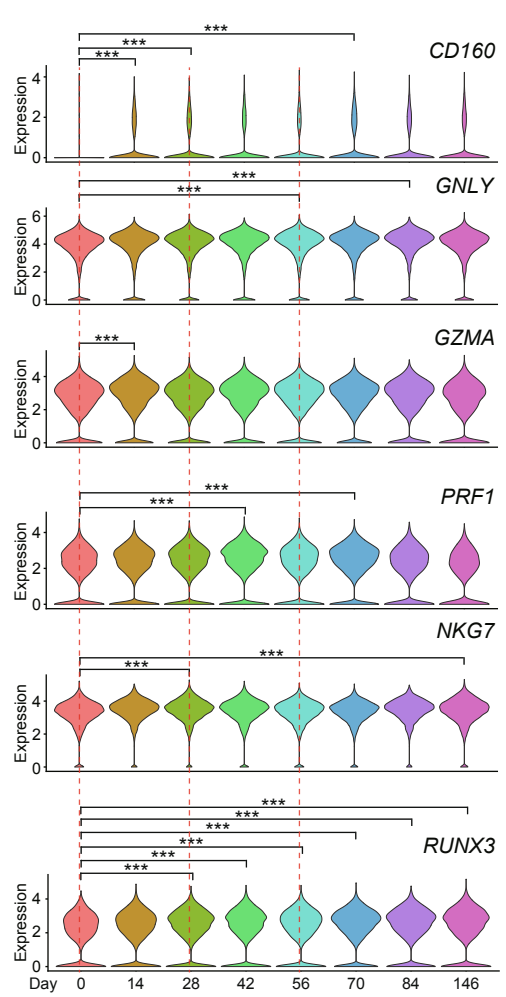 ***
***
***
CD160
Expression
4
2
0
***
***
GNLY
Expression
6
4
2
0
***
GZMA
Expression
4
2
0
***
***
PRF1
Expression
4
2
0
***
***
NKG7
Expression
4
2
0
***
***
***
***
***
***
RUNX3
Expression
4
2
0
Day 0 14 28 42 56 70 84 146